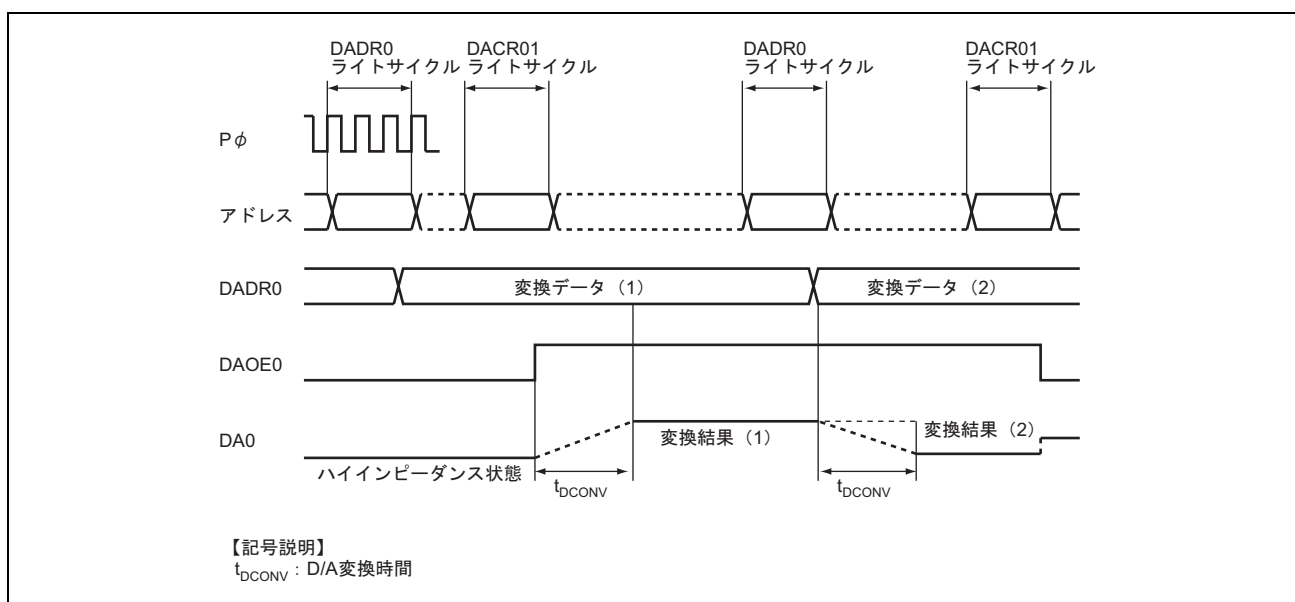 DADR0
ライトサイクル
DACR01
ライトサイクル
DADR0
ライトサイクル
DACR01
ライトサイクル
Pφ
アドレス
DADR0
変換データ（1）
変換データ（2）
DAOE0
DA0
変換結果（1）
変換結果（2）
ハイインピーダンス状態
tDCONV
tDCONV
【記号説明】
tDCONV：D/A変換時間